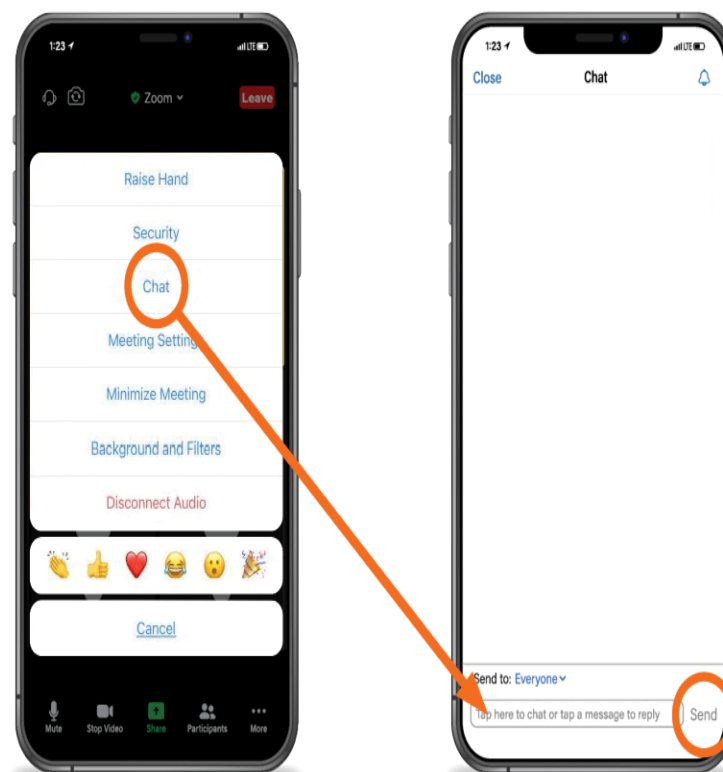 1:23
LTE
Zoom
Leave
Raise Hand
Security
Chat
Meeting Settings
Minimize Meeting
Background and Filters
Disconnect Audio
Cancel
Mute
Stop Video
Share
Participants
More
1:23
LTE
Close
Chat
Send to: Everyone
Tap here to chat or tap a message to reply
Send